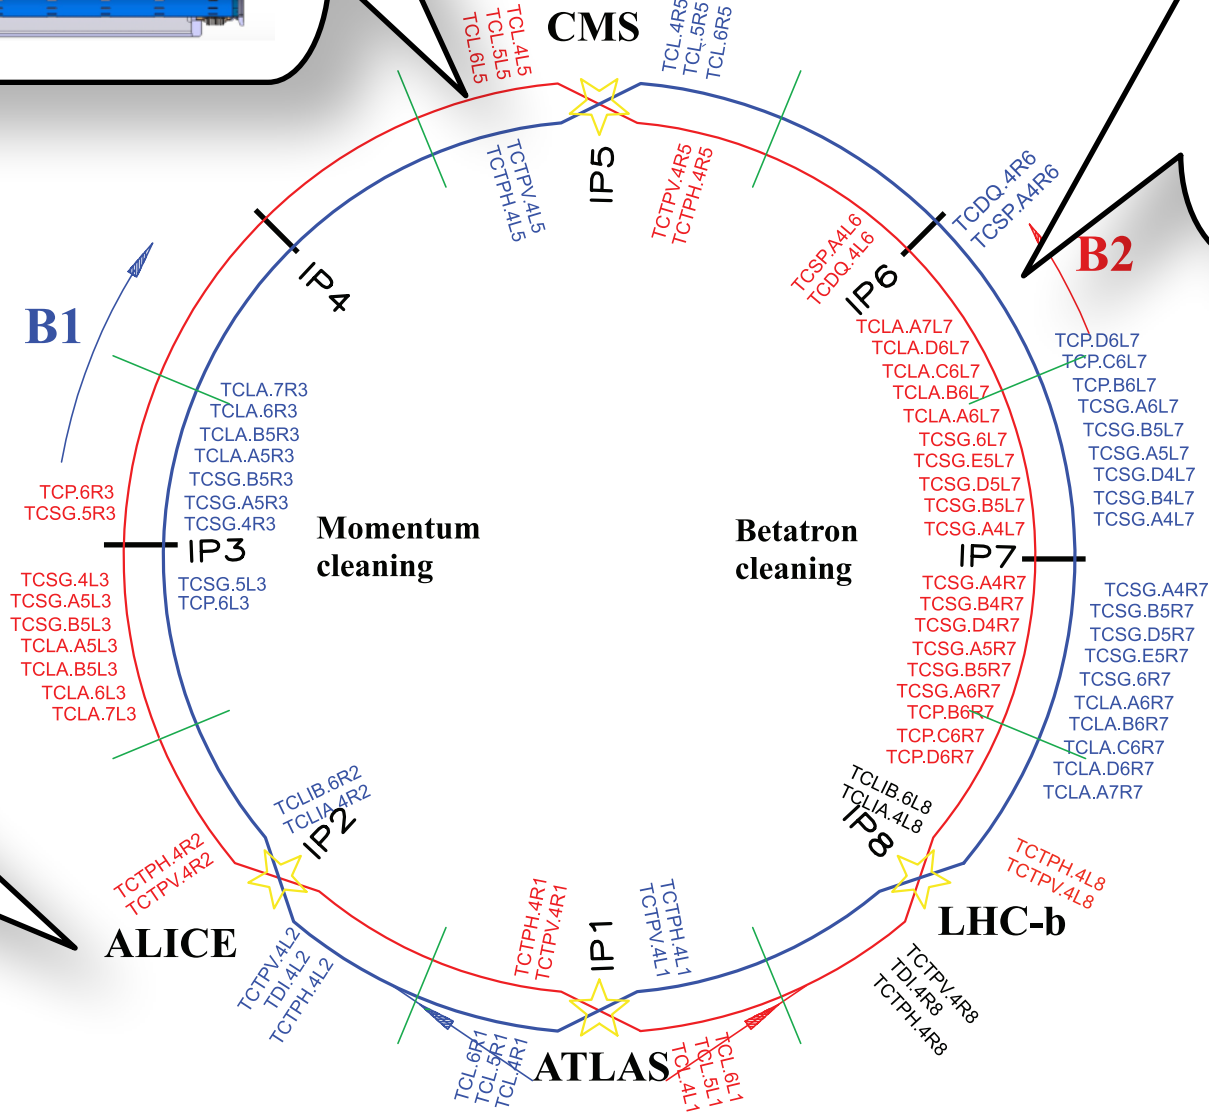 CMS
TCL.6L5
TCL.5L5
TCL.4L5
TCL.4R5
TCL.5R5
TCL.6R5
IP5
TCTPV.4L5
TCTPH.4L5
TCTPV.4R5
TCTPH.4R5
TCDQ.4R6
TCSP.A4R6
TCSP.A4L6
TCDQ.4L6
IP6
B2
IP4
B1
TCLA.A7L7
TCLA.D6L7
TCLA.C6L7
TCLA.B6L7
TCLA.A6L7
TCSG.6L7
TCSG.E5L7
TCSG.D5L7
TCSG.B5L7
TCSG.A4L7
TCP.D6L7
TCP.C6L7
TCP.B6L7
TCSG.A6L7
TCSG.B5L7
TCSG.A5L7
TCSG.D4L7
TCSG.B4L7
TCSG.A4L7
TCLA.7R3
TCLA.6R3
TCLA.B5R3
TCLA.A5R3
TCSG.B5R3
TCSG.A5R3
TCSG.4R3
TCP.6R3
TCSG.5R3
IP3
Momentum
cleaning
Betatron
cleaning
IP7
TCSG.5L3
TCP.6L3
TCSG.4L3
TCSG.A5L3
TCSG.B5L3
TCLA.A5L3
TCLA.B5L3
TCLA.6L3
TCLA.7L3
TCSG.A4R7
TCSG.B4R7
TCSG.D4R7
TCSG.A5R7
TCSG.B5R7
TCSG.A6R7
TCP.B6R7
TCP.C6R7
TCP.D6R7
TCSG.A4R7
TCSG.B5R7
TCSG.D5R7
TCSG.E5R7
TCSG.6R7
TCLA.A6R7
TCLA.B6R7
TCLA.C6R7
TCLA.D6R7
TCLA.A7R7
TCLIB.6R2
TCLIA.4R2
IP2
TCLIB.6L8
TCLIA.4L8
IP8
TCTPH.4R2
TCTPV.4R2
TCTPH.4L8
TCTPV.4L8
ALICE
LHC-b
TCTPV.4L2
TDI.4L2
TCTPH.4L2
TCTPH.4R1
TCTPV.4R1
IP1
TCTPH.4L1
TCTPV.4L1
TCTPV.4R8
TDI.4R8
TCTPH.4R8
TCL.6R1
TCL.5R1
TCL.4R1
ATLAS
TCL.4L1
TCL.5L1
TCL.6L1